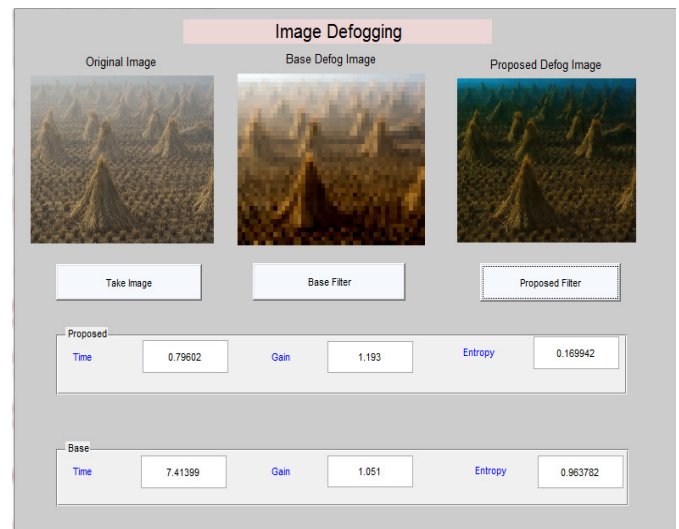 Image Defogging
Original Image
Base Defog Image
Proposed Defog Image
Take Image
Base Filter
Proposed Filter
Proposed
Time 0.79602 Gain 1.193 Entropy 0.169942
Base
Time 7.41399 Gain 1.051 Entropy 0.963782